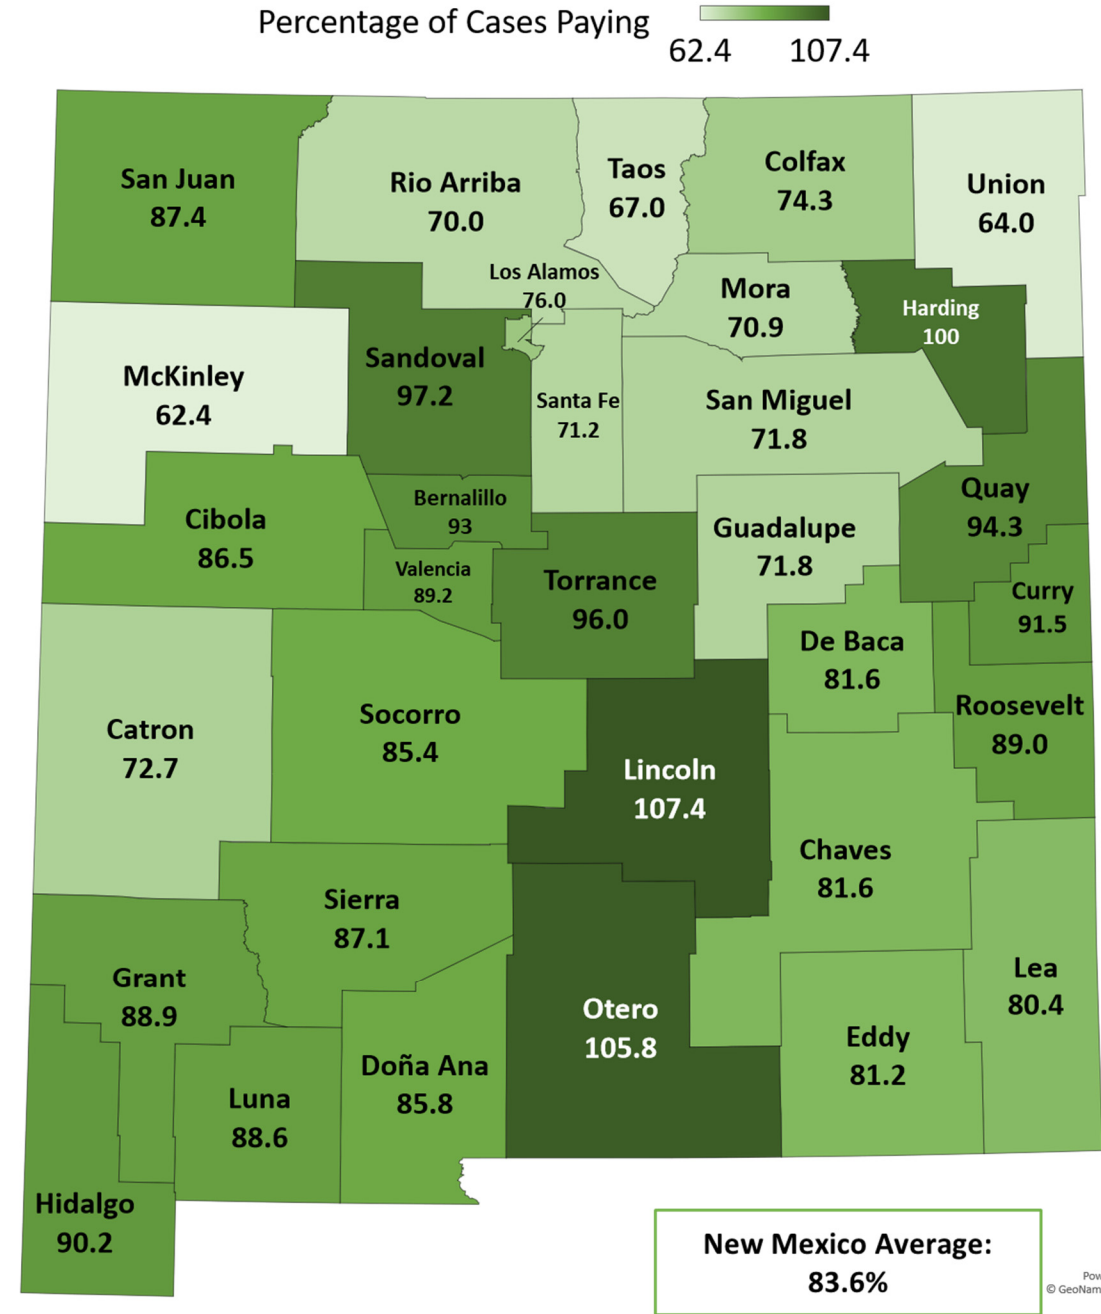 Percentage of Cases Paying
62.4 107.4
San Juan
87.4
Rio Arriba
70.0
Taos
67.0
Colfax
74.3
Union
64.0
Los Alamos
76.0
Mora
70.9
Harding
100
McKinley
62.4
Sandoval
97.2
Santa Fe
71.2
San Miguel
71.8
Cibola
86.5
Bernalillo
93
Valencia
89.2
Torrance
96.0
Guadalupe
71.8
Quay
94.3
Curry
91.5
De Baca
81.6
Roosevelt
89.0
Catron
72.7
Socorro
85.4
Lincoln
107.4
Chaves
81.6
Sierra
87.1
Grant
88.9
Otero
105.8
Lea
80.4
Eddy
81.2
Doña Ana
85.8
Luna
88.6
Hidalgo
90.2
New Mexico Average:
83.6%
©